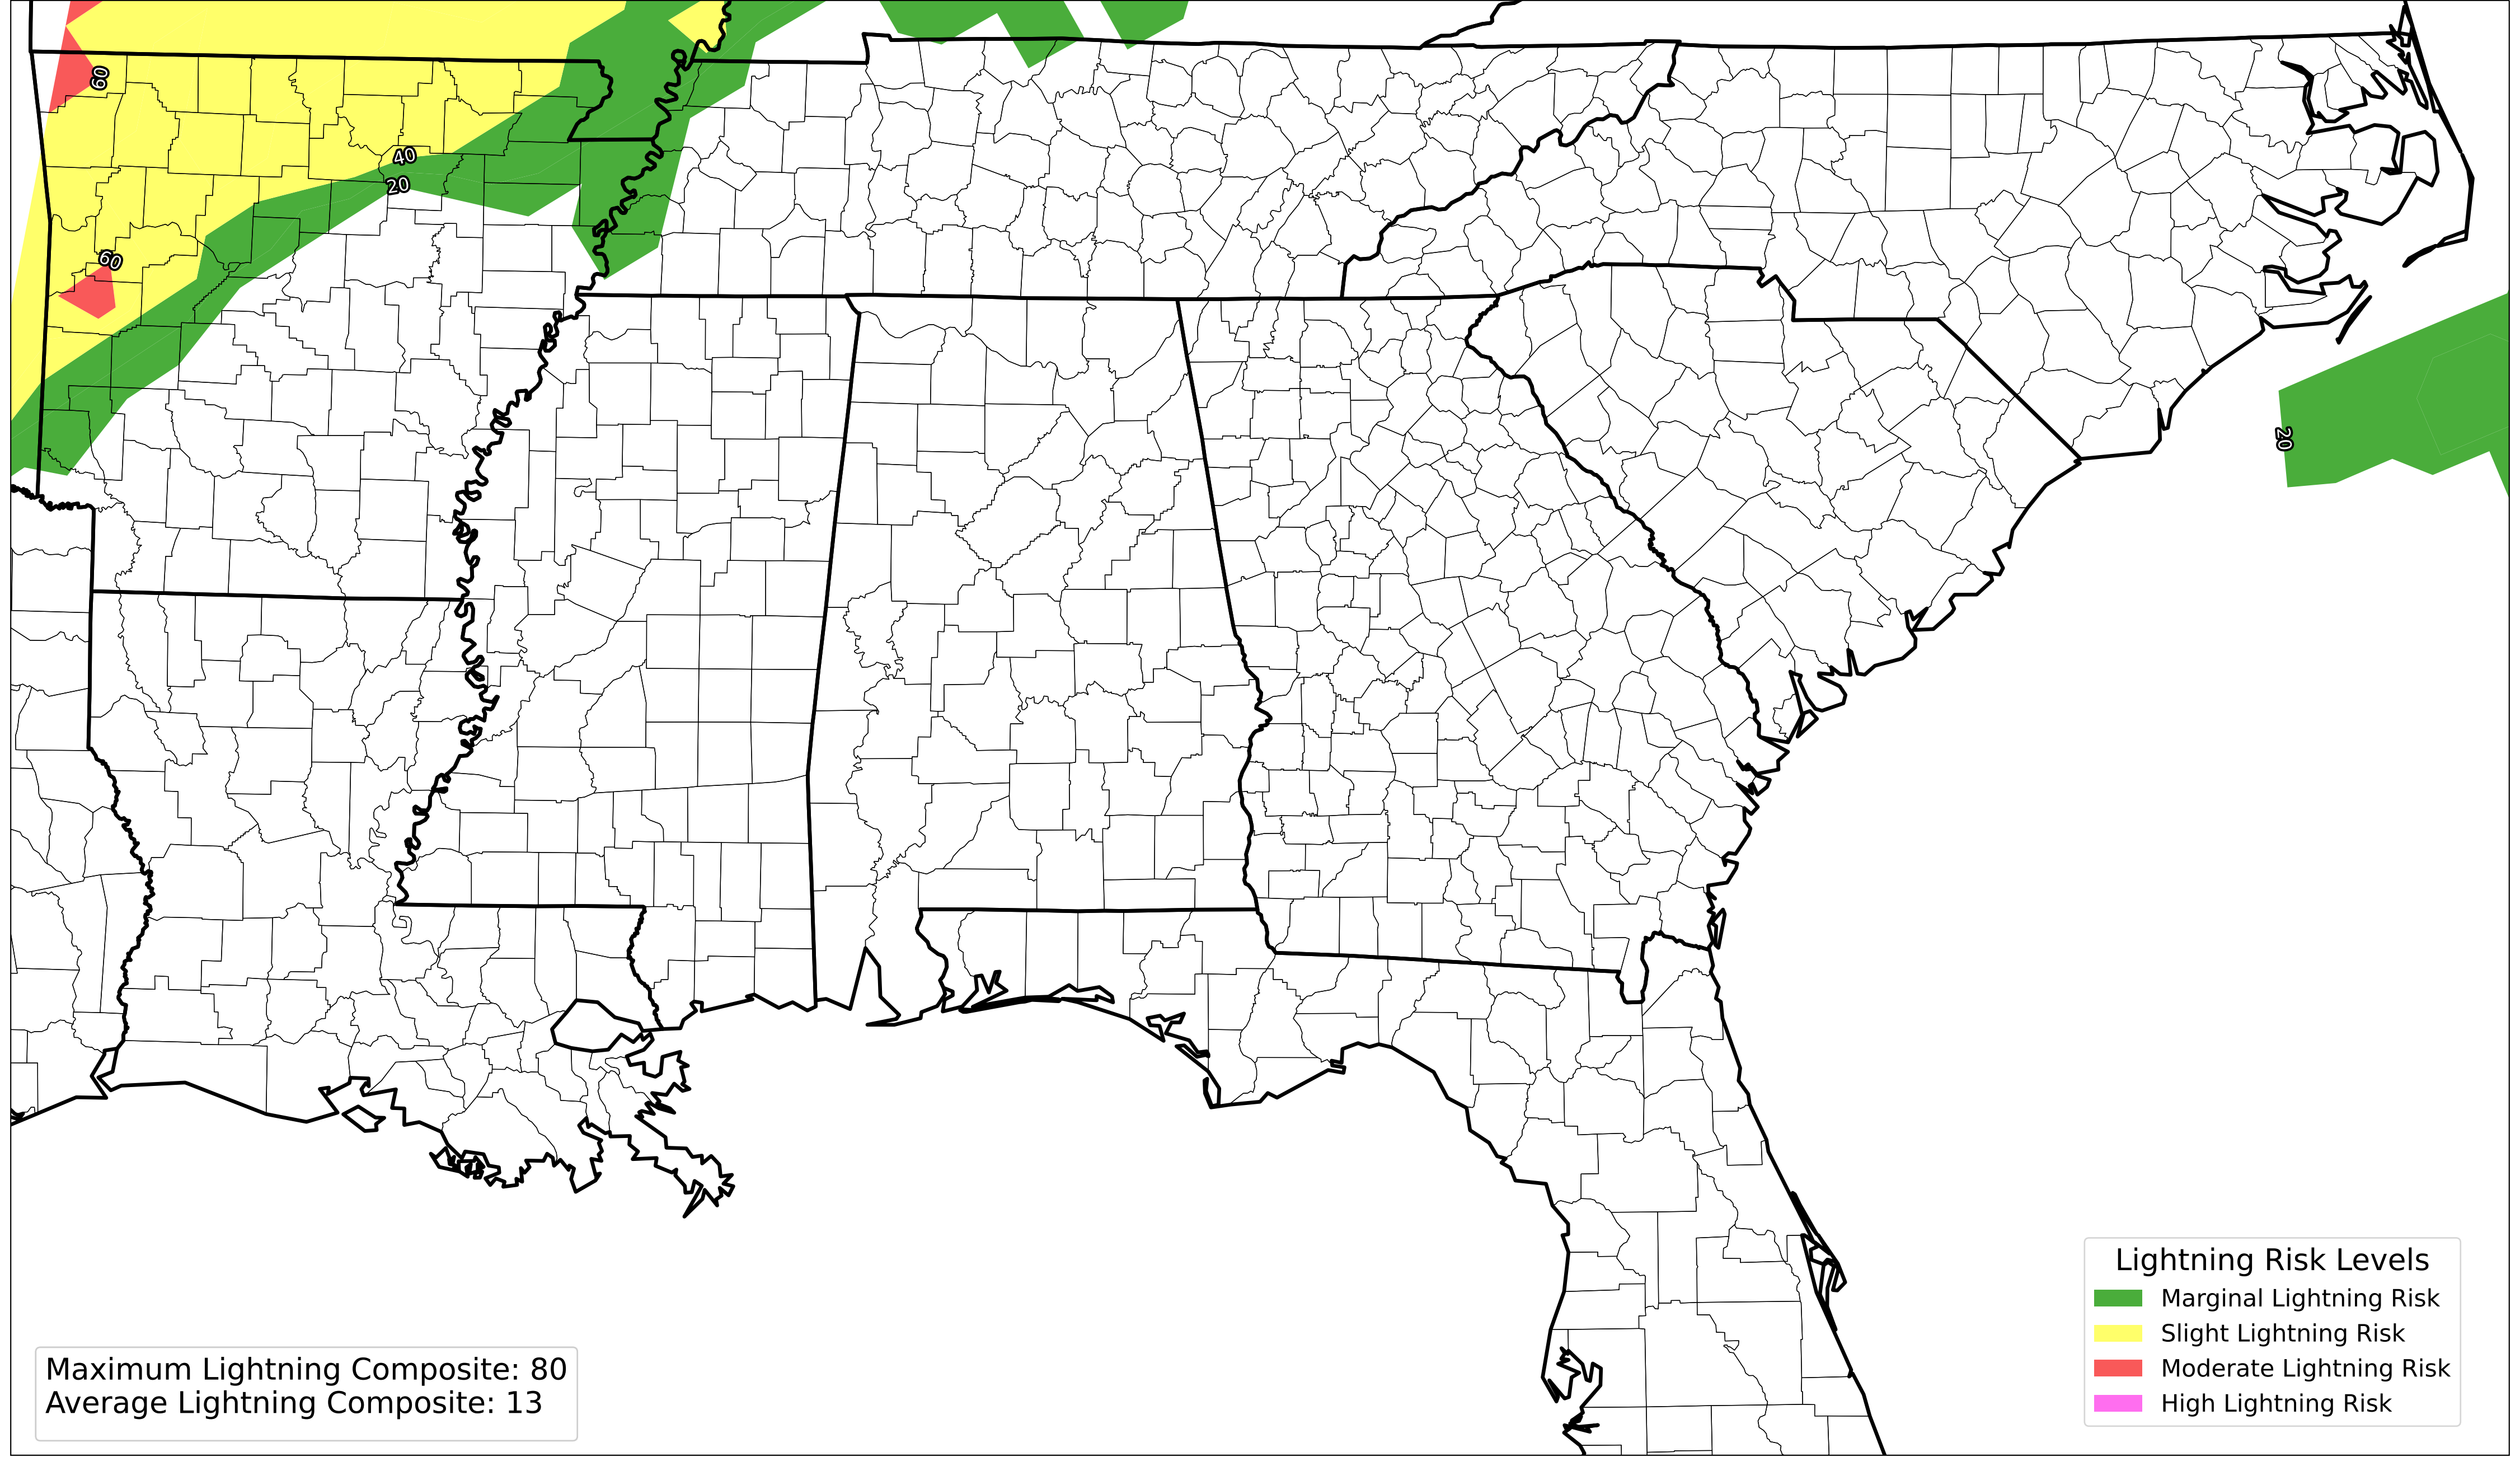 60
40
20
60
20
Lightning Risk Levels
Marginal Lightning Risk
Slight Lightning Risk
Moderate Lightning Risk
High Lightning Risk
Maximum Lightning Composite: 80
Average Lightning Composite: 13